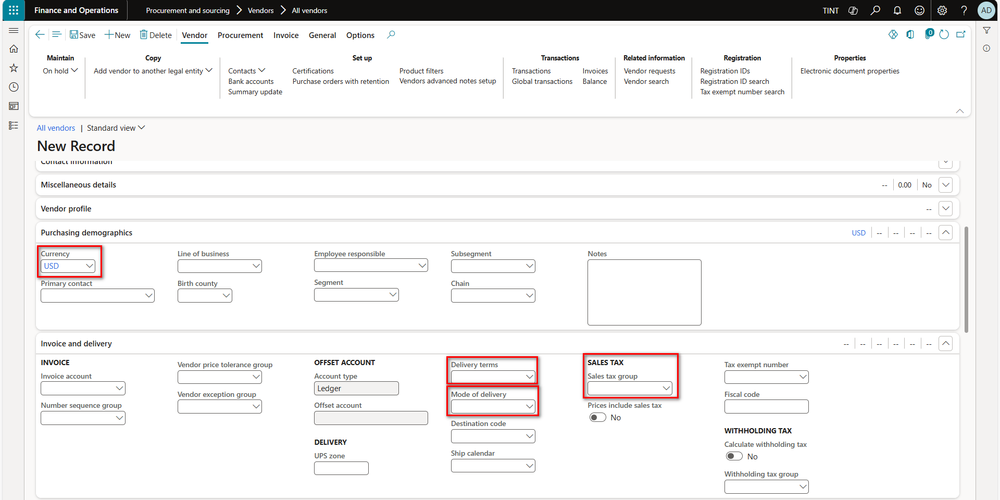 Finance and Operations
Procurement and sourcing
Vendors
All vendors
TINT
AD
Save
New
Delete
Vendor
Procurement
Invoice
General
Options
0
Maintain
On hold
Copy
Add vendor to another legal entity
Set up
Contacts
Bank accounts
Summary update
Certifications
Purchase orders with retention
Product filters
Vendors advanced notes setup
Transactions
Transactions
Global transactions
Invoices
Balance
Related information
Vendor requests
Vendor search
Registration
Registration IDs
Registration ID search
Tax exempt number search
Properties
Electronic document properties
All vendors | Standard view
New Record
Contact information
Miscellaneous details
-- 0.00 No
Vendor profile
--
Purchasing demographics
USD -- -- -- --
Currency
USD
Primary contact
Line of business
Birth county
Employee responsible
Segment
Subsegment
Chain
Notes
Invoice and delivery
-- -- -- -- -- --
INVOICE
Invoice account
Number sequence group
Vendor price tolerance group
Vendor exception group
OFFSET ACCOUNT
Account type
Ledger
Offset account
DELIVERY
UPS zone
Delivery terms
Mode of delivery
Destination code
Ship calendar
SALES TAX
Sales tax group
Prices include sales tax
No
Tax exempt number
Fiscal code
WITHHOLDING TAX
Calculate withholding tax
No
Withholding tax group